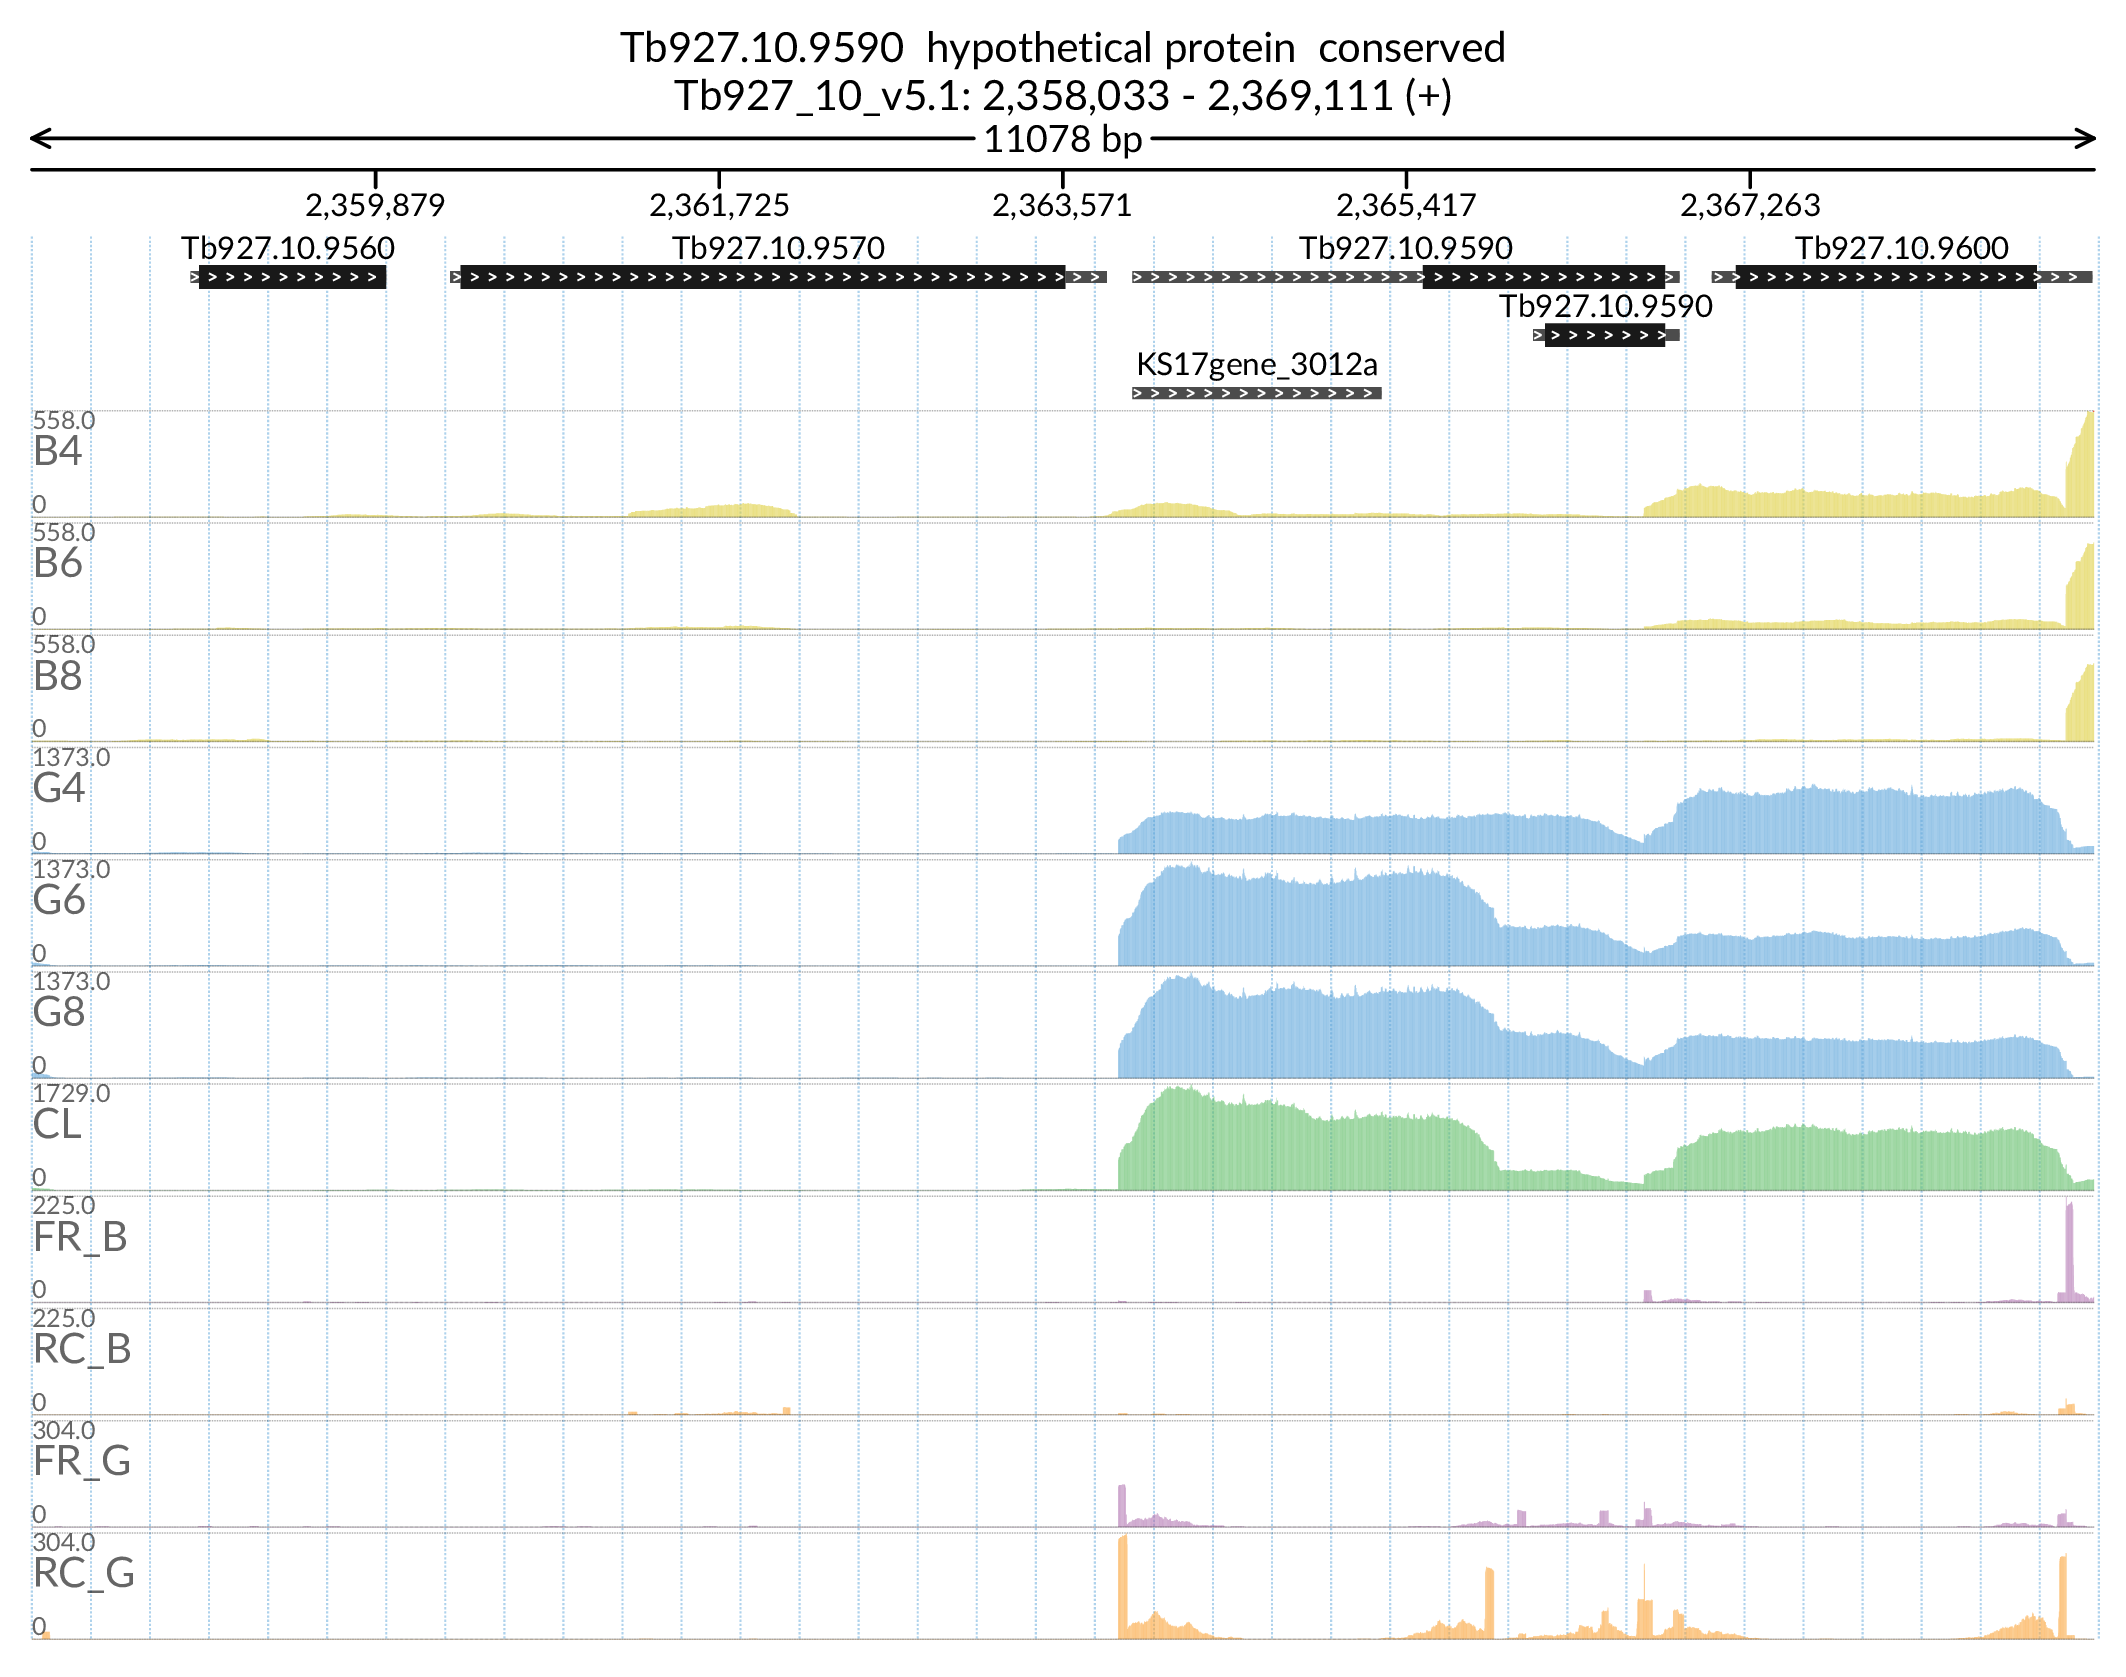 Tb927.10.9590  hypothetical protein  conserved
Tb927_10_v5.1: 2,358,033 - 2,369,111 (+)
11078 bp
2,359,879 2,361,725 2,363,571 2,365,417 2,367,263
Tb927.10.9560 Tb927.10.9570 Tb927.10.9590 Tb927.10.9600
Tb927.10.9590
KS17gene_3012a
558.0
B4
0
558.0
B6
0
558.0
B8
0
1373.0
G4
0
1373.0
G6
0
1373.0
G8
0
1729.0
CL
0
225.0
FR_B
0
225.0
RC_B
0
304.0
FR_G
0
304.0
RC_G
0